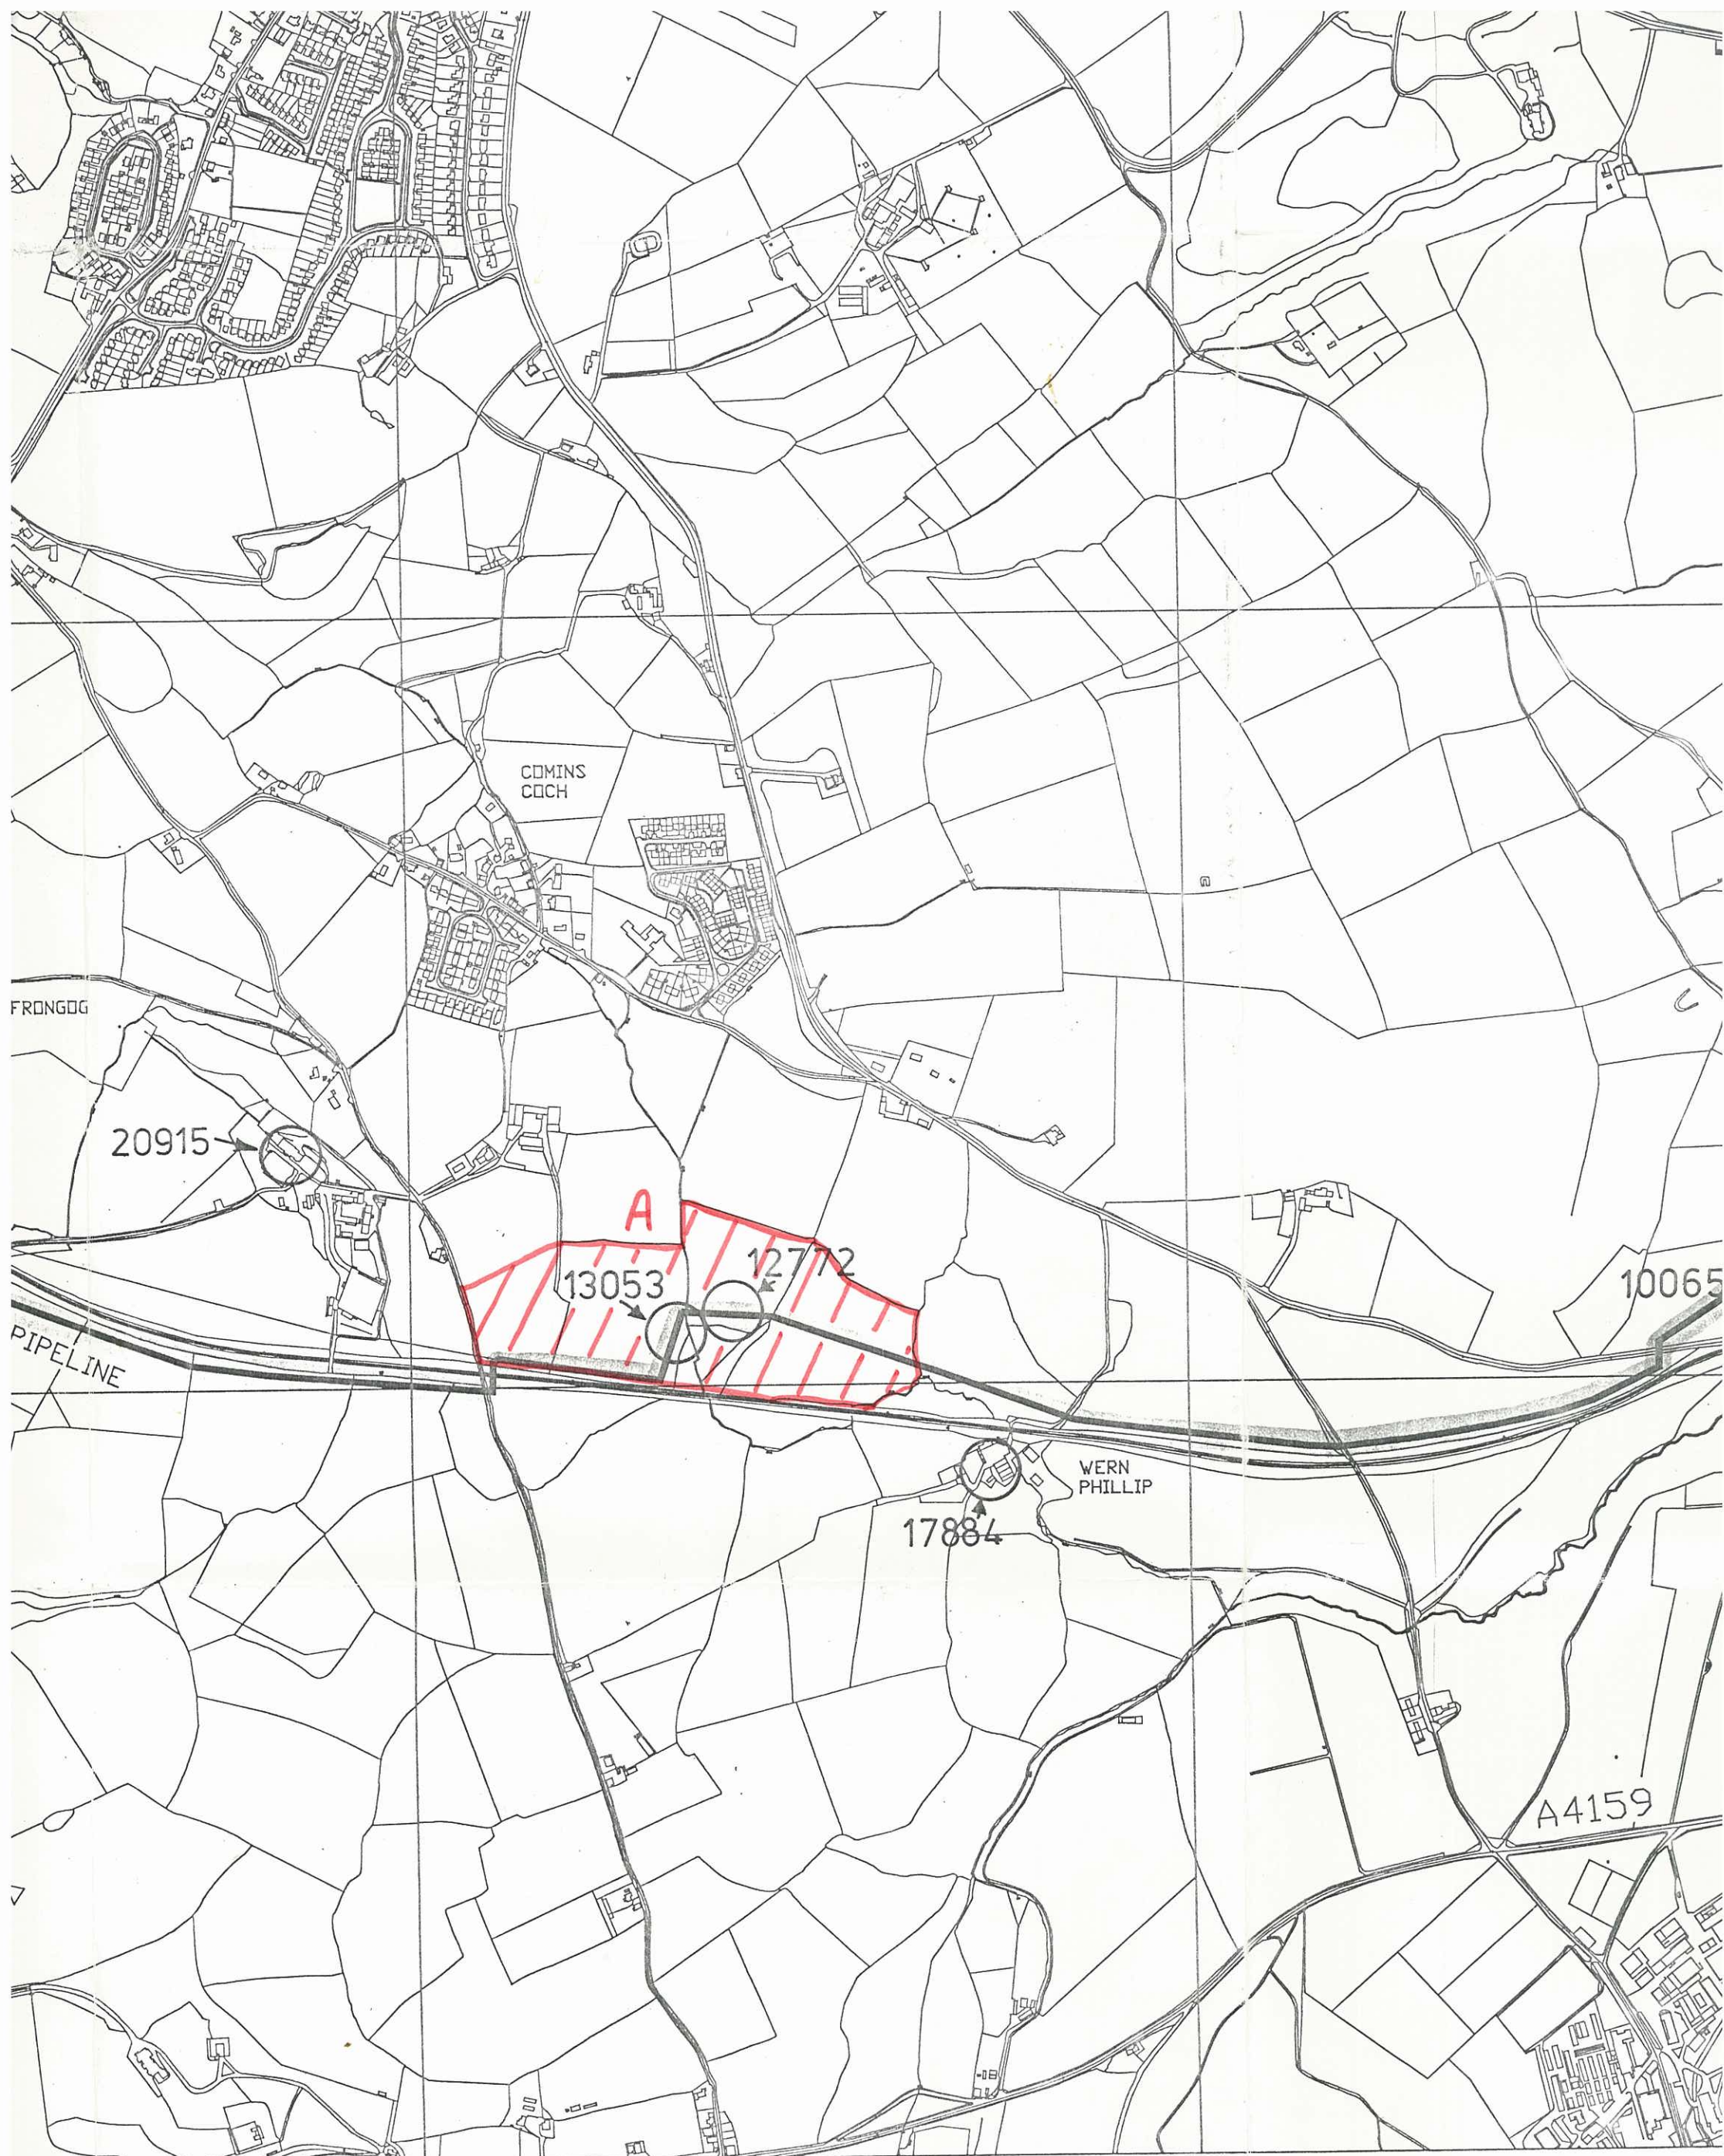 COMINS
COCH
FRONGOG
20915
A
12772
13053
10065
PIPELINE
WERN
PHILLIP
17884
A4159